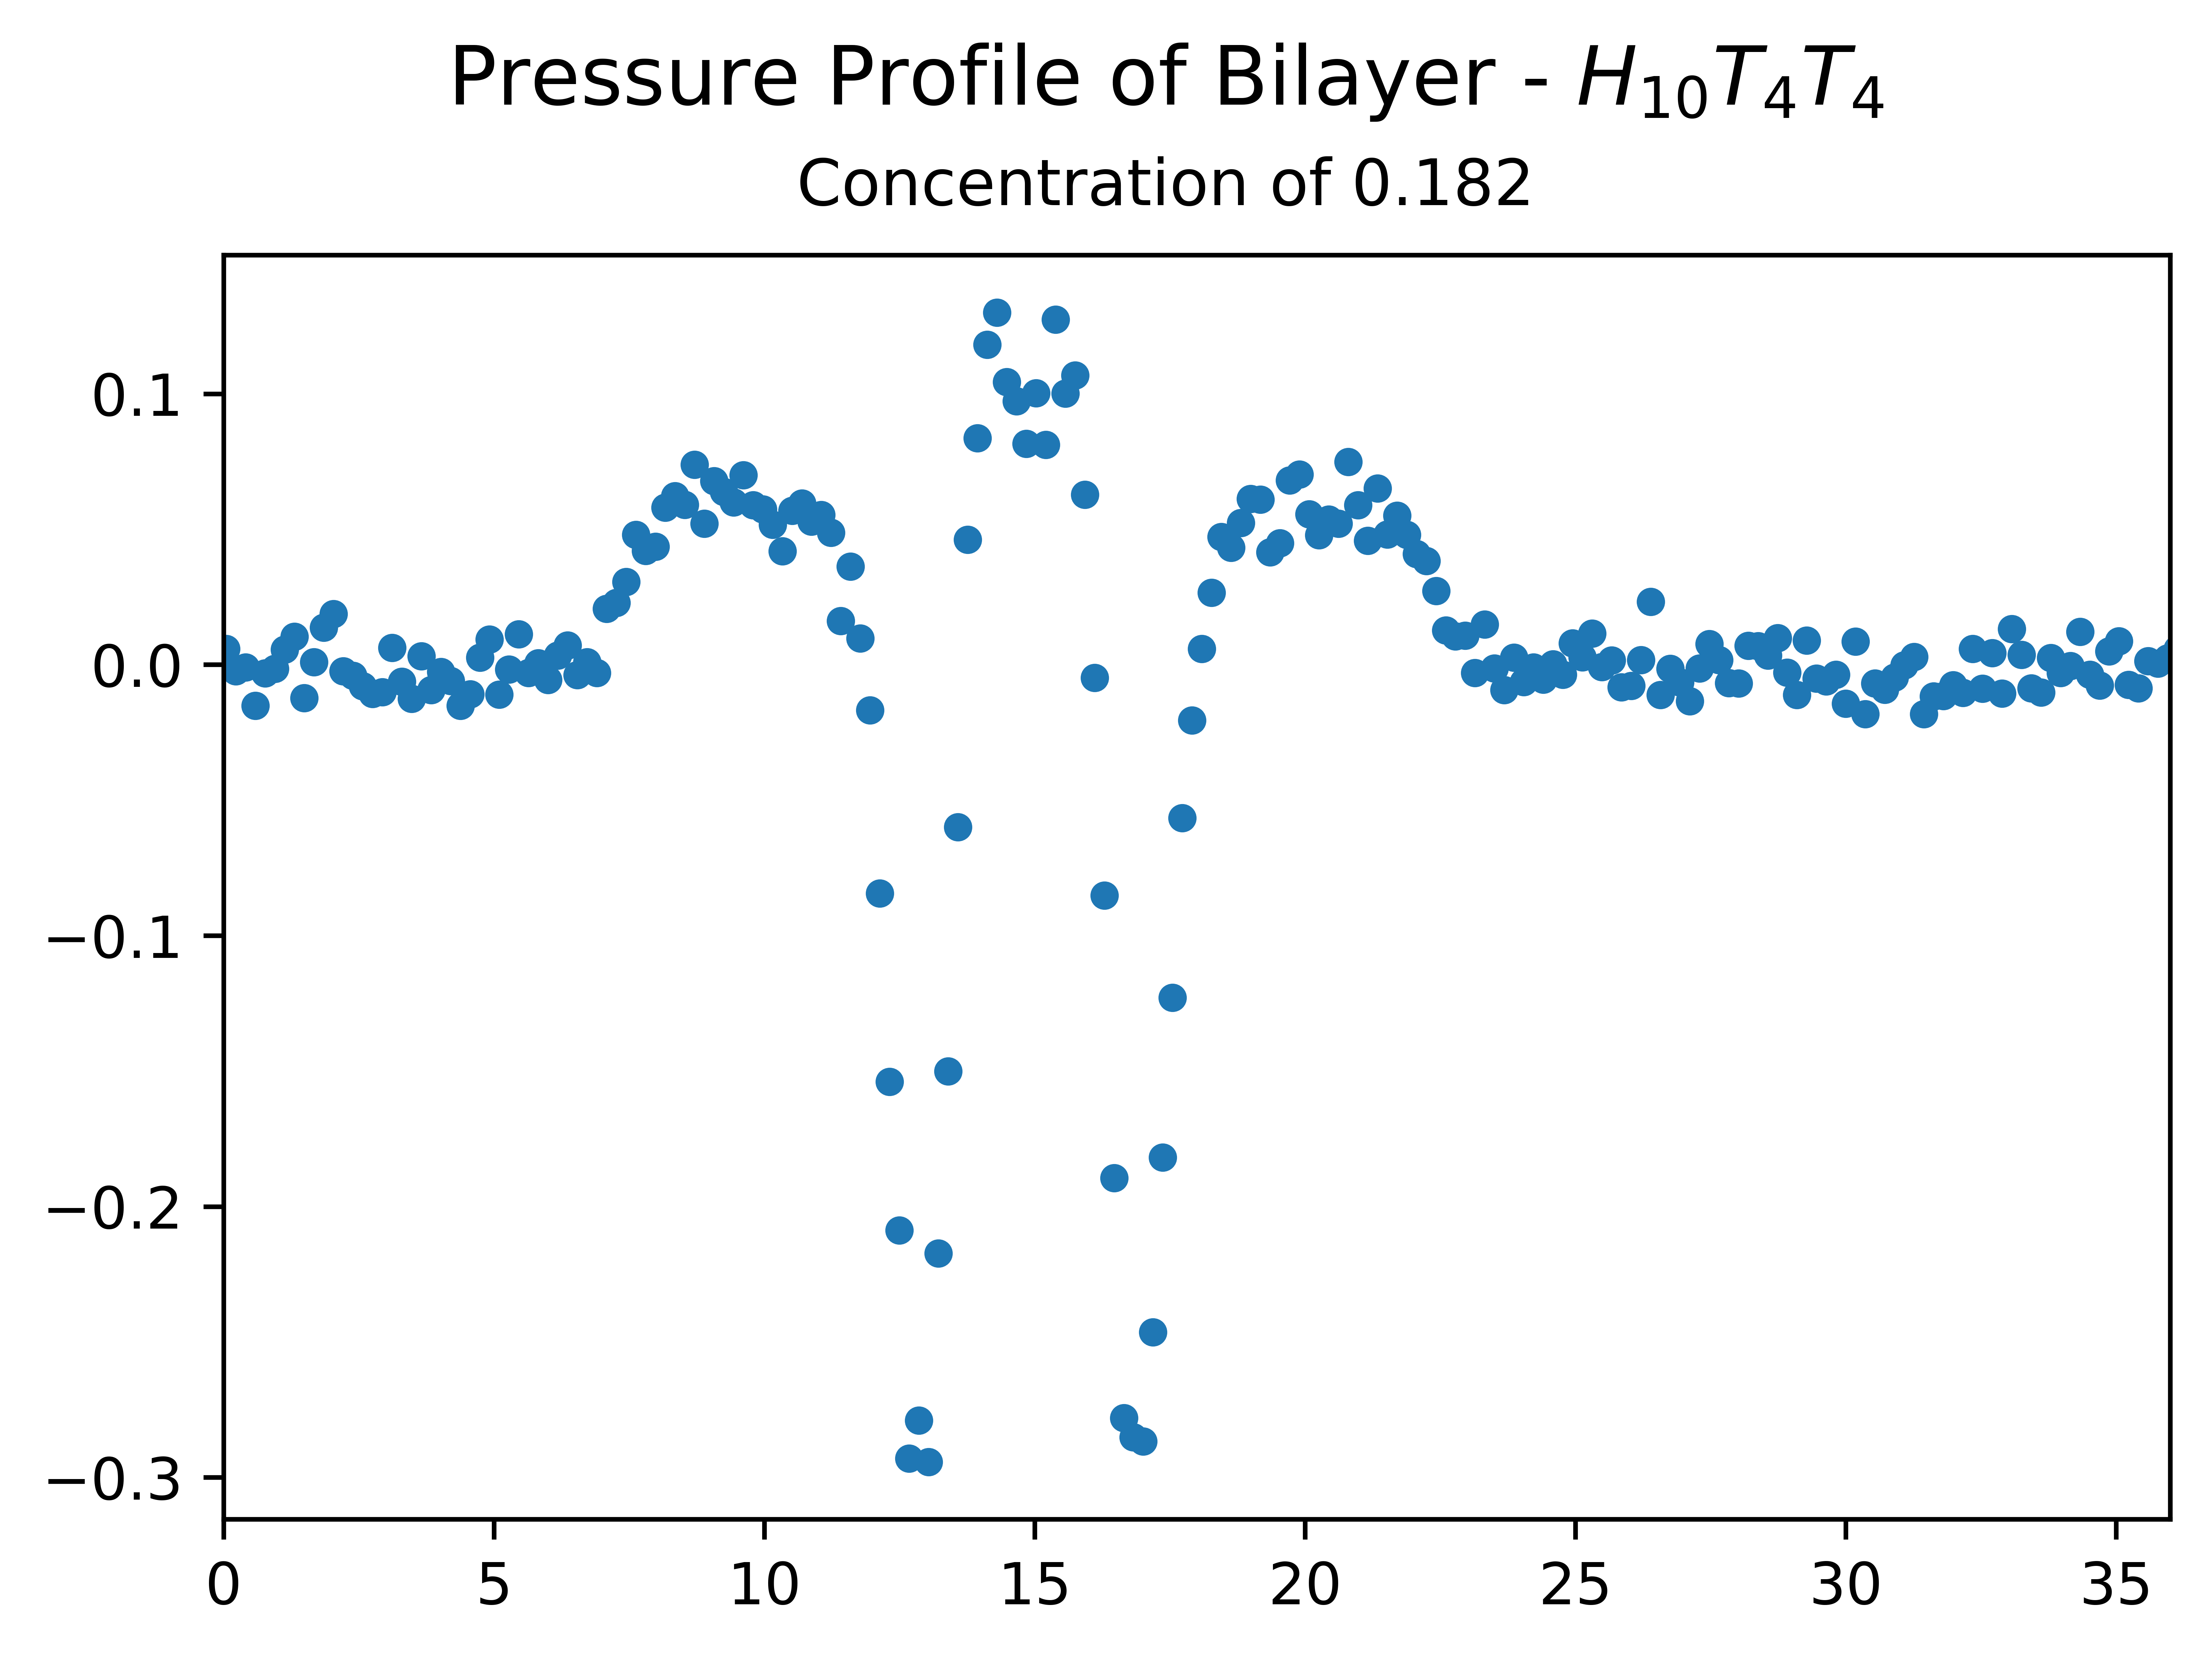 Pressure Profile of Bilayer - H₁₀T₄T₄
Concentration of 0.182
0.1
0.0
−0.1
−0.2
−0.3
0 5 10 15 20 25 30 35